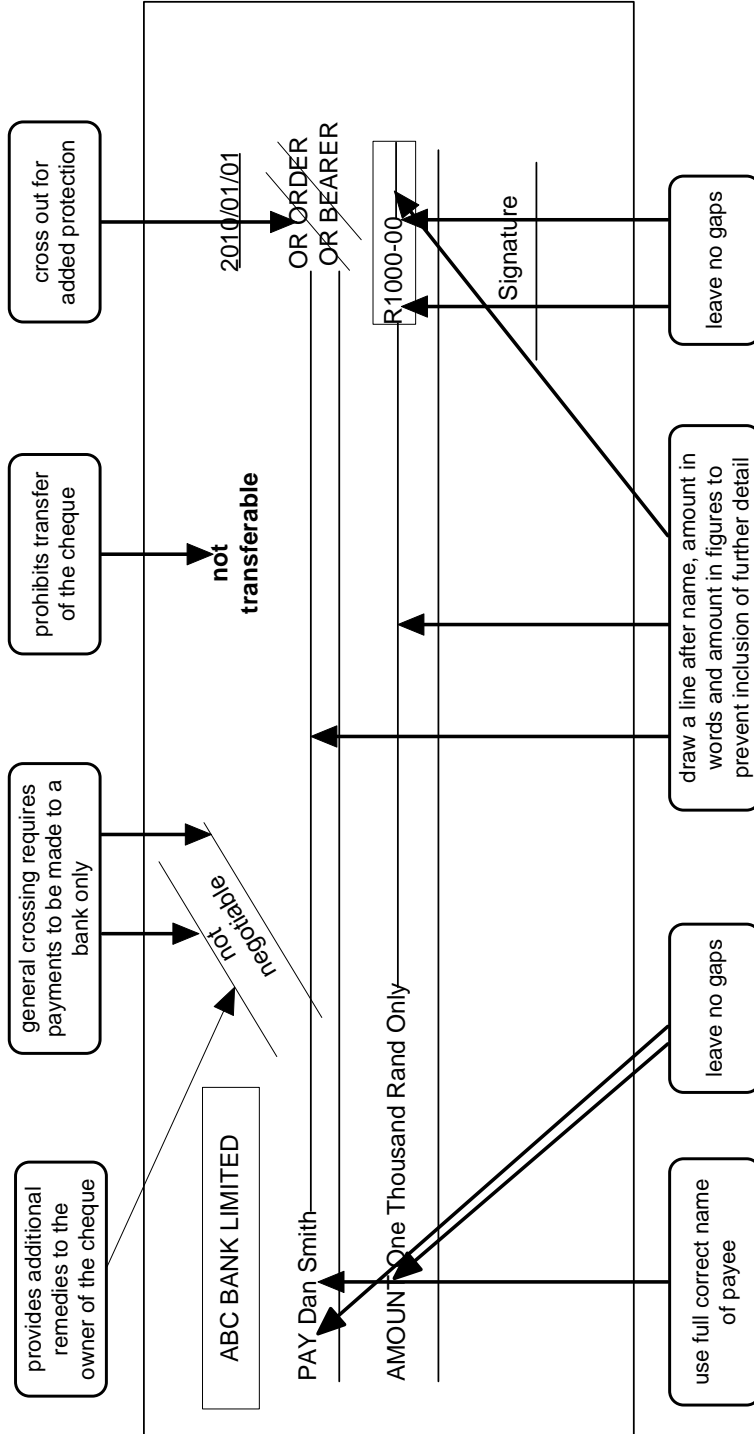 provides additional
remedies to the
owner of the cheque
general crossing requires
payments to be made to a
bank only
prohibits transfer
of the cheque
cross out for
added protection
ABC BANK LIMITED
not
negotiable
not
transferable
2010/01/01
PAY Dan Smith
OR ORDER
OR BEARER
AMOUNT One Thousand Rand Only
R1000-00
Signature
use full correct name
of payee
leave no gaps
draw a line after name, amount in
words and amount in figures to
prevent inclusion of further detail
leave no gaps